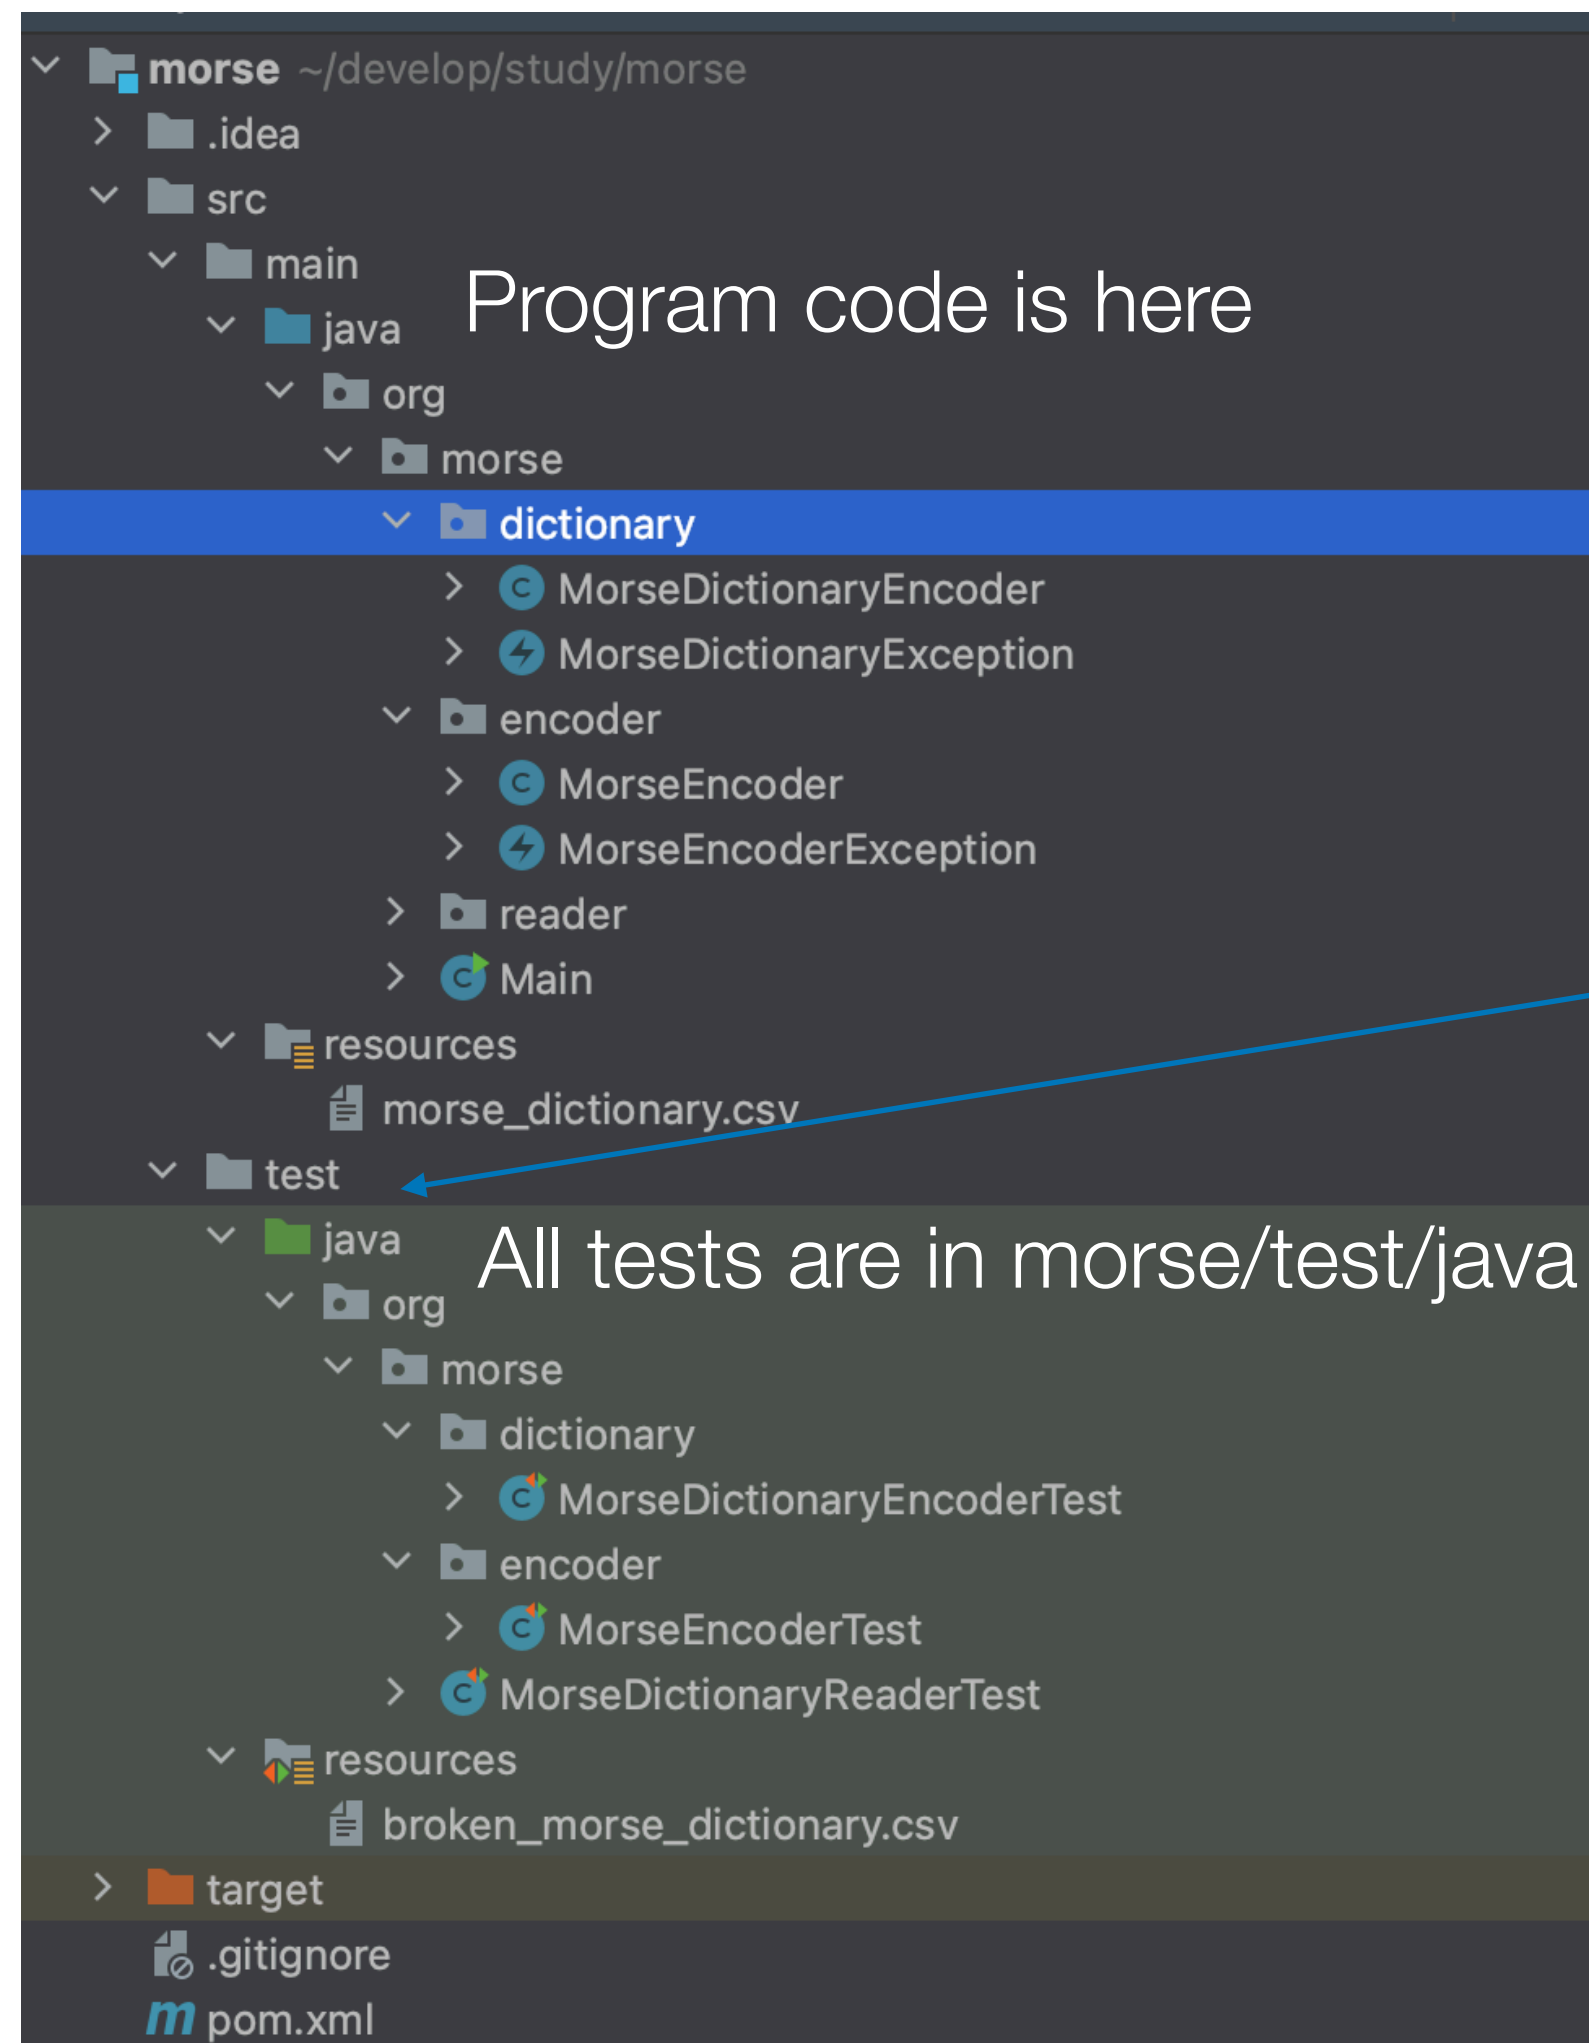 morse ~/develop/study/morse
.idea
src
main
Program code is here
java
org
morse
dictionary
MorseDictionaryEncoder
MorseDictionaryException
encoder
MorseEncoder
MorseEncoderException
reader
Main
resources
morse_dictionary.csv
test
java
All tests are in morse/test/java
org
morse
dictionary
MorseDictionaryEncoderTest
encoder
MorseEncoderTest
MorseDictionaryReaderTest
resources
broken_morse_dictionary.csv
target
.gitignore
pom.xml